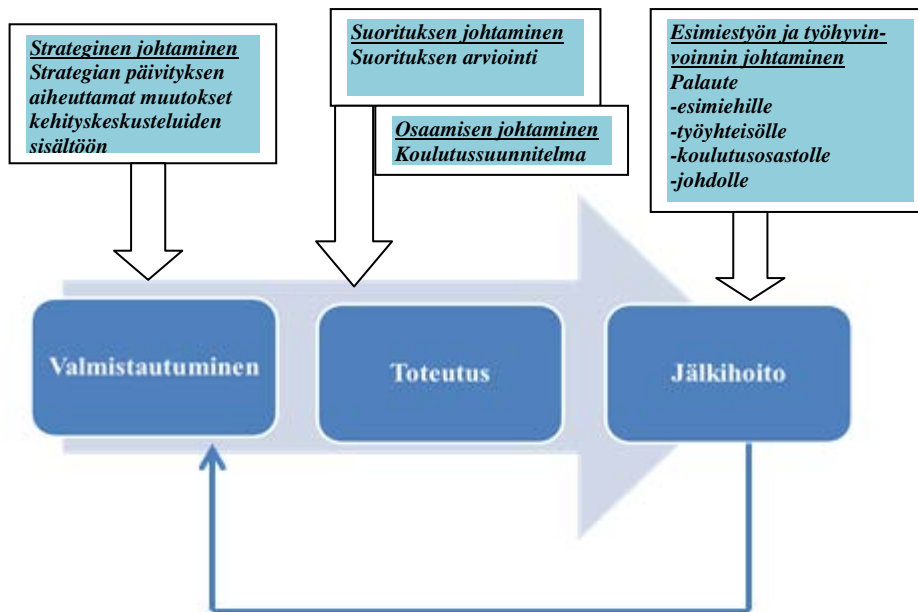 Strateginen johtaminen
Strategian päivityksen
aiheuttamat muutokset
kehityskeskusteluiden
sisältöön
Suorituksen johtaminen
Suorituksen arviointi
Osaamisen johtaminen
Koulutussuunnitelma
Esimiestyön ja työhyvin-
voinnin johtaminen
Palaute
-esimiehille
-työyhteisölle
-koulutusosastolle
-johdolle
Valmistautuminen
Toteutus
Jälkihoito